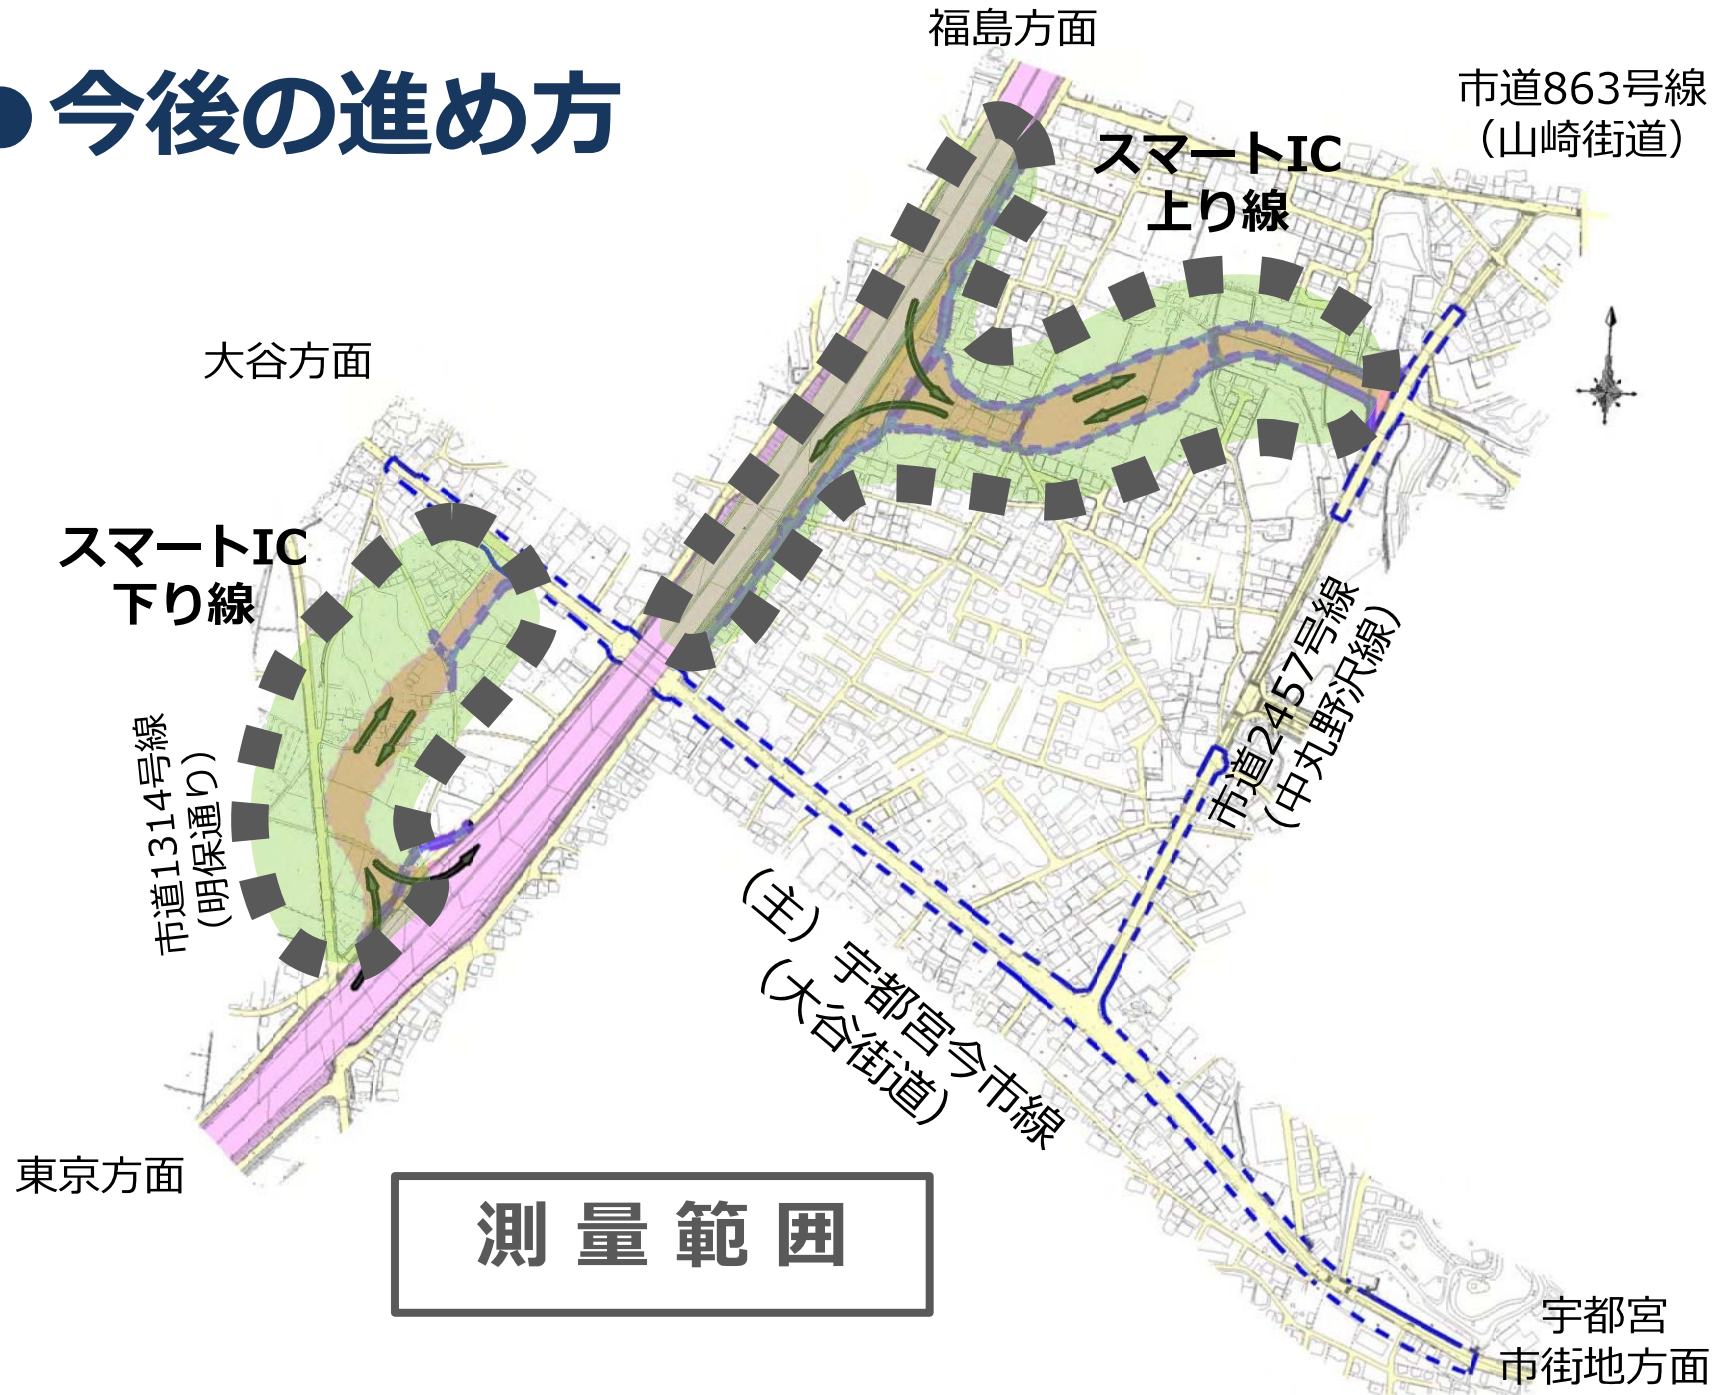 ●今後の進め方
福島方面
市道863号線
（山崎街道）
スマートIC
上り線
大谷方面
スマートIC
下り線
市道1314号線
（明保通り）
市道2457号線
（中丸野沢線）
（主）宇都宮今市線
（大谷街道）
東京方面
測量範囲
宇都宮
市街地方面